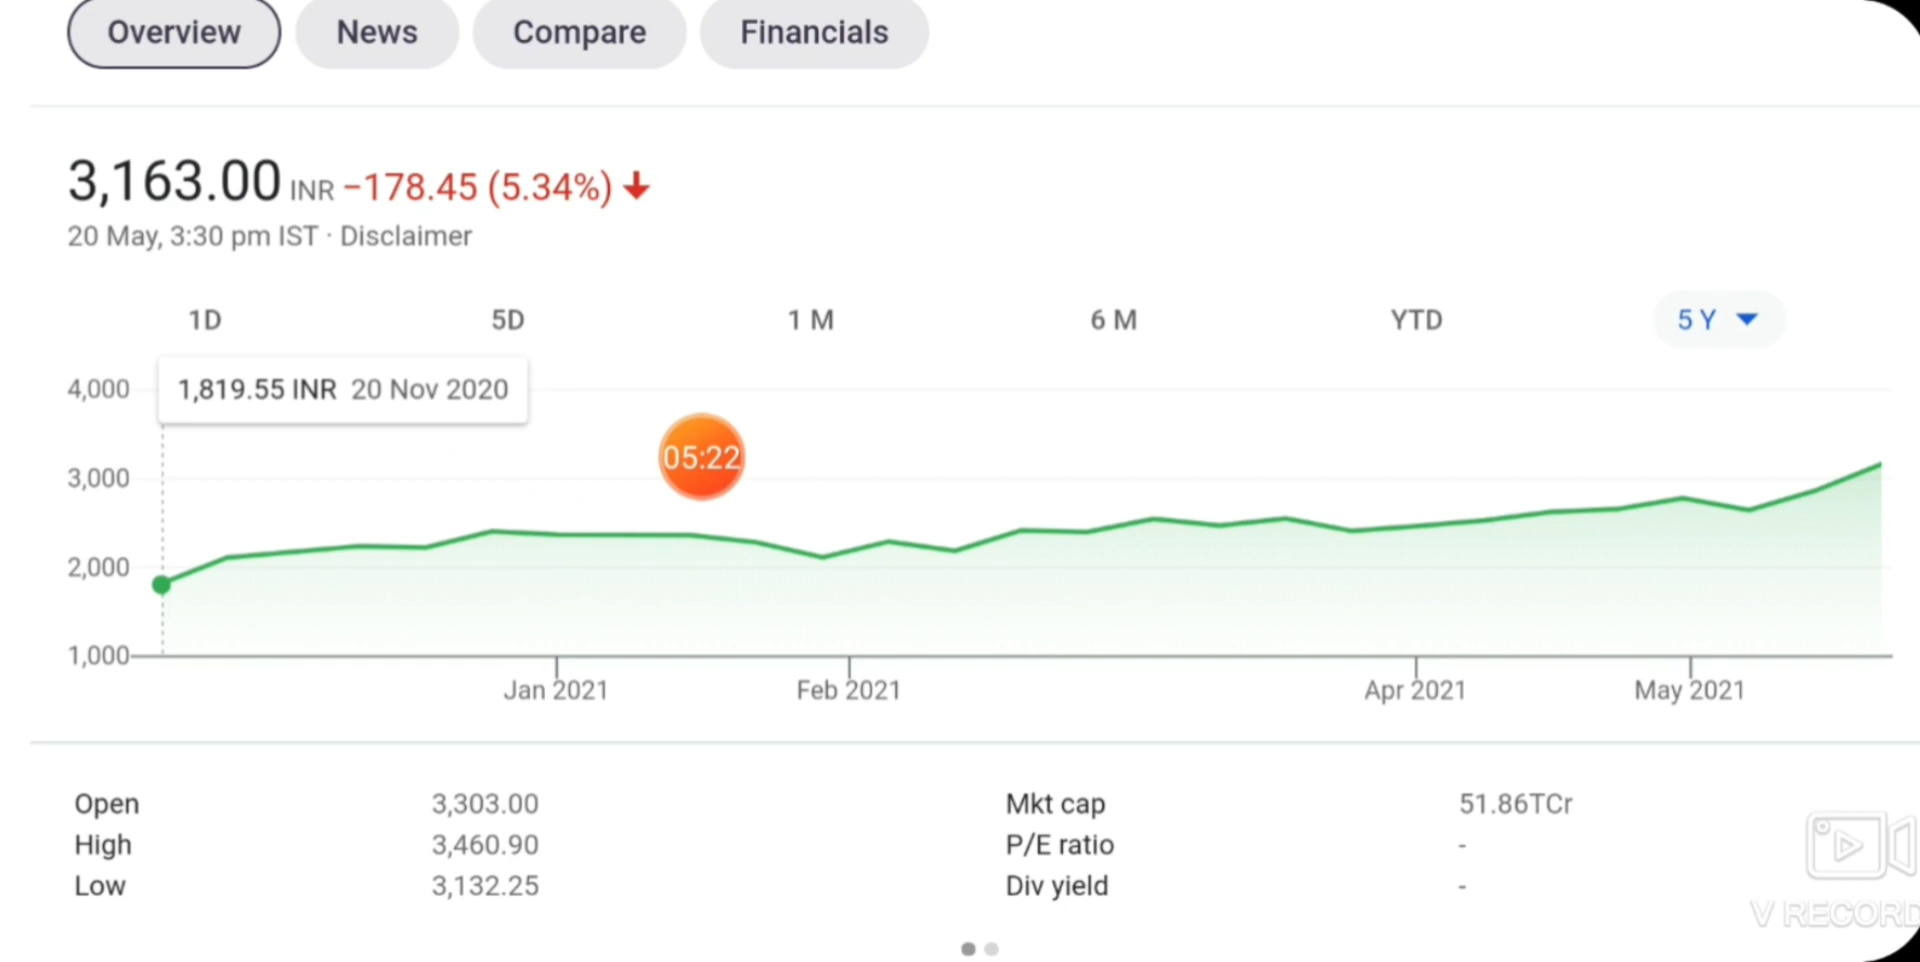 Overview News Compare Financials
3,163.00 INR −178.45 (5.34%)
20 May, 3:30 pm IST · Disclaimer
1D 5D 1 M 6 M YTD 5 Y
1,819.55 INR 20 Nov 2020
4,000
05:22
3,000
2,000
1,000
Jan 2021 Feb 2021 Apr 2021 May 2021
Open 3,303.00 Mkt cap 51.86TCr
High 3,460.90 P/E ratio -
Low 3,132.25 Div yield -
V RECORD